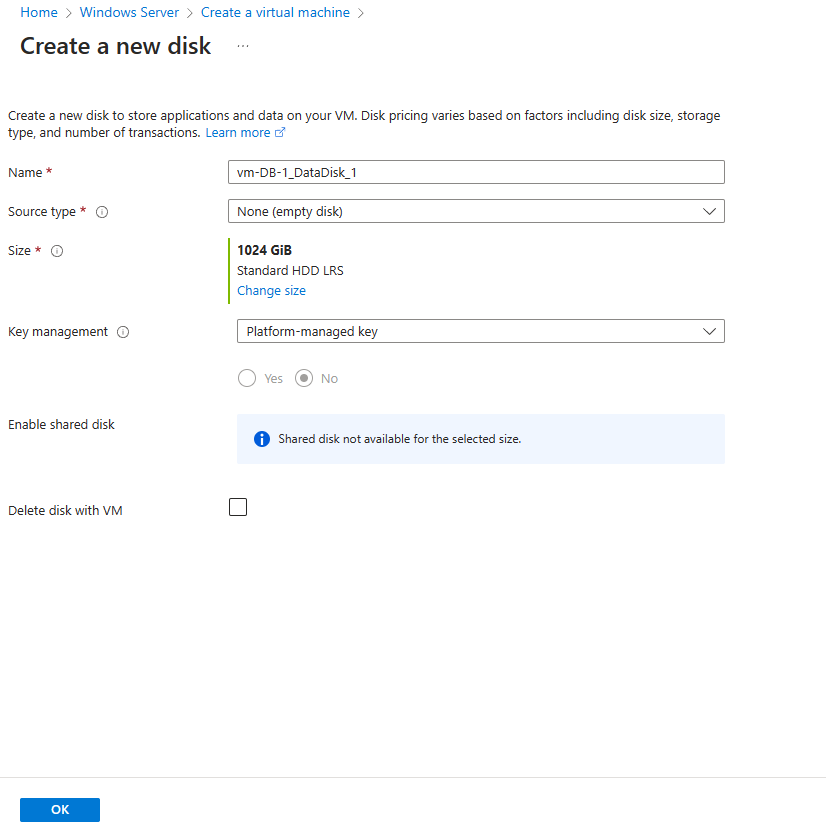 Home > Windows Server > Create a virtual machine >
Create a new disk ...
Create a new disk to store applications and data on your VM. Disk pricing varies based on factors including disk size, storage
type, and number of transactions. Learn more
Name * vm-DB-1_DataDisk_1
Source type * None (empty disk)
Size * 1024 GiB
Standard HDD LRS
Change size
Key management Platform-managed key
Yes No
Enable shared disk
Shared disk not available for the selected size.
Delete disk with VM
OK